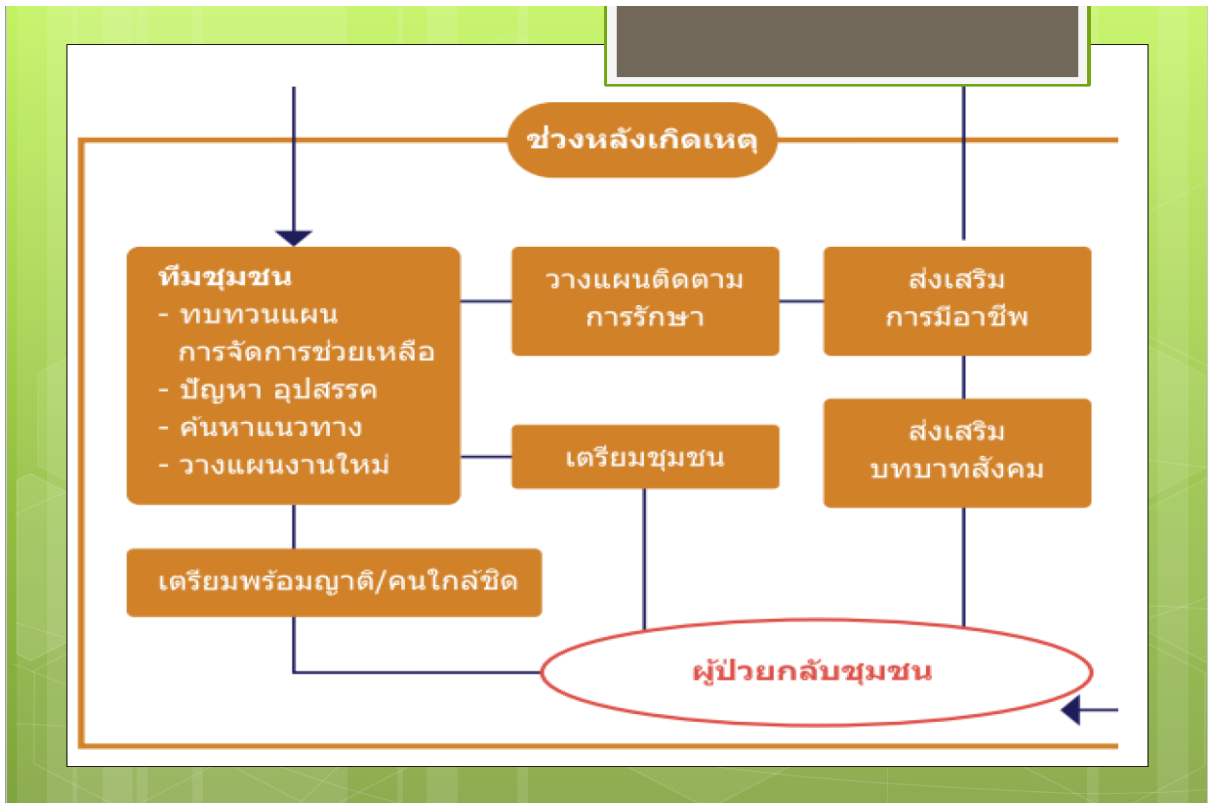 ช่วงหลังเกิดเหตุ
ทีมชุมชน
- ทบทวนแผน
การจัดการช่วยเหลือ
- ปัญหา อุปสรรค
- ค้นหาแนวทาง
- วางแผนงานใหม่
วางแผนติดตาม
การรักษา
ส่งเสริม
การมีอาชีพ
เตรียมชุมชน
ส่งเสริม
บทบาทสังคม
เตรียมพร้อมญาติ/คนใกล้ชิด
ผู้ป่วยกลับชุมชน